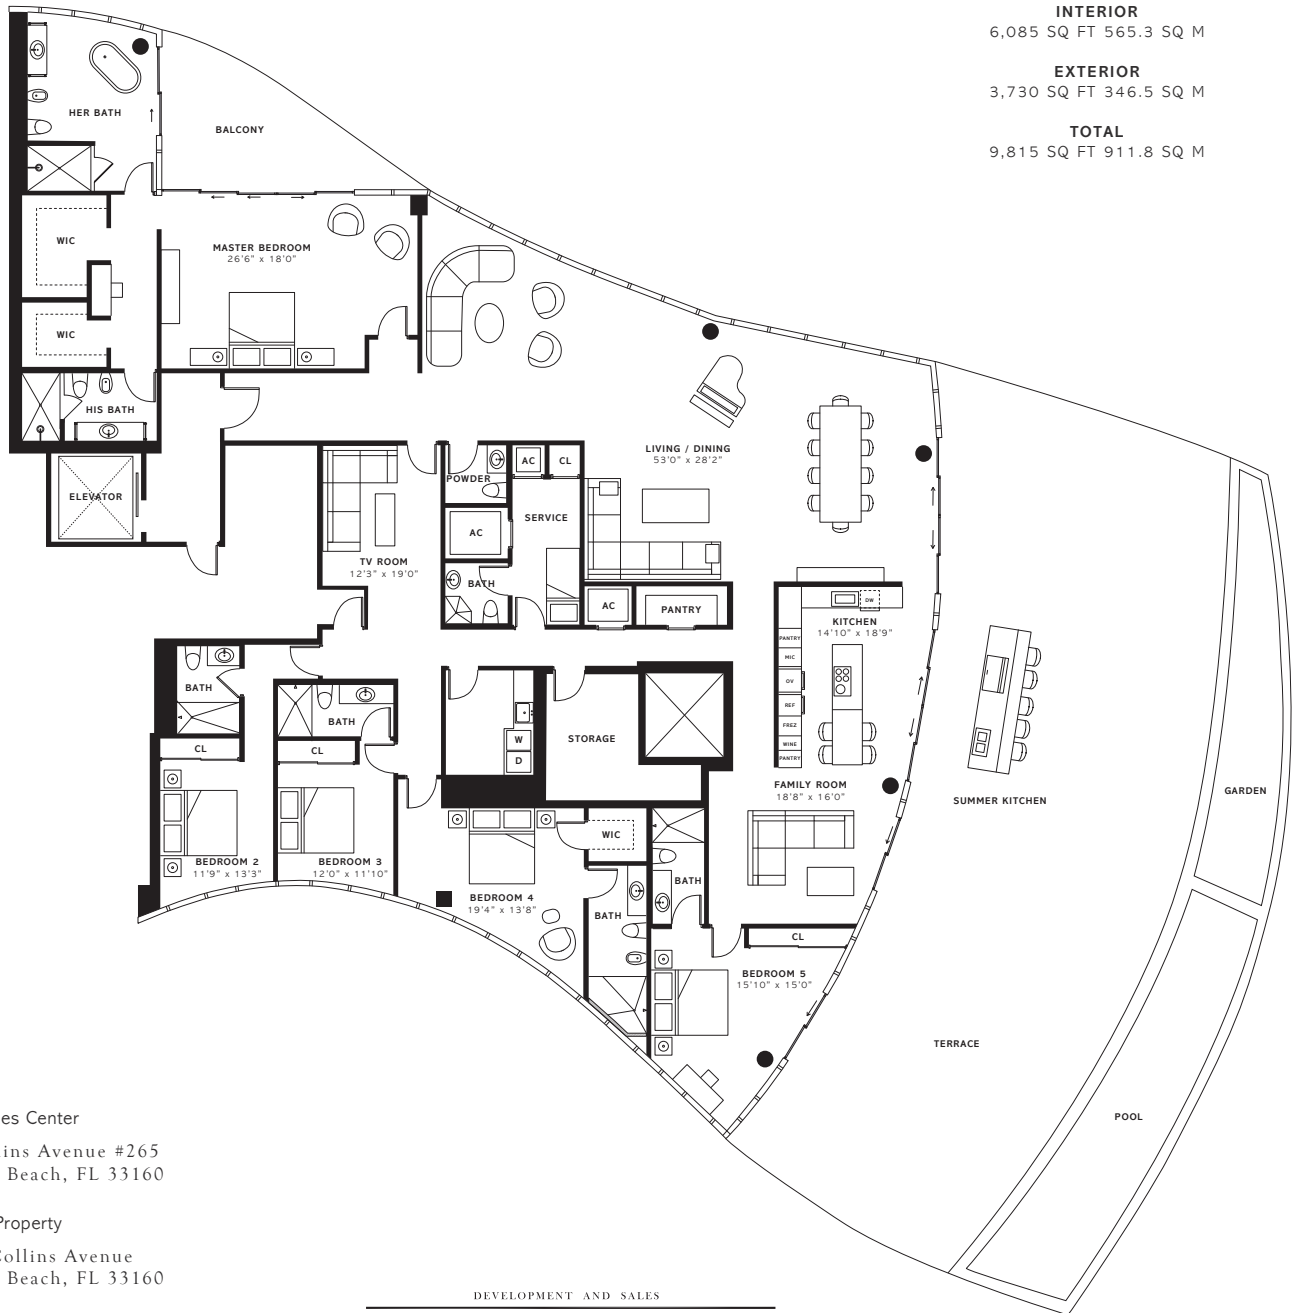 INTERIOR
6,085 SQ FT 565.3 SQ M
EXTERIOR
3,730 SQ FT 346.5 SQ M
TOTAL
9,815 SQ FT 911.8 SQ M
HER BATH
BALCONY
WIC
MASTER BEDROOM
26'6" x 18'0"
WIC
HIS BATH
ELEVATOR
LIVING / DINING
53'0" x 28'2"
POWDER
AC
CL
SERVICE
AC
TV ROOM
12'3" x 19'0"
BATH
AC
PANTRY
DW
KITCHEN
14'10" x 18'9"
PANTRY
MIC
OV
REF
FREZ
WINE
PANTRY
BATH
BATH
CL
CL
W
D
STORAGE
FAMILY ROOM
18'8" x 16'0"
SUMMER KITCHEN
GARDEN
WIC
BEDROOM 2
11'9" x 13'3"
BEDROOM 3
12'0" x 11'10"
BEDROOM 4
19'4" x 13'8"
BATH
BATH
CL
BEDROOM 5
15'10" x 15'0"
TERRACE
POOL
es Center
ins Avenue #265
Beach, FL 33160
Property
Collins Avenue
Beach, FL 33160
DEVELOPMENT AND SALES